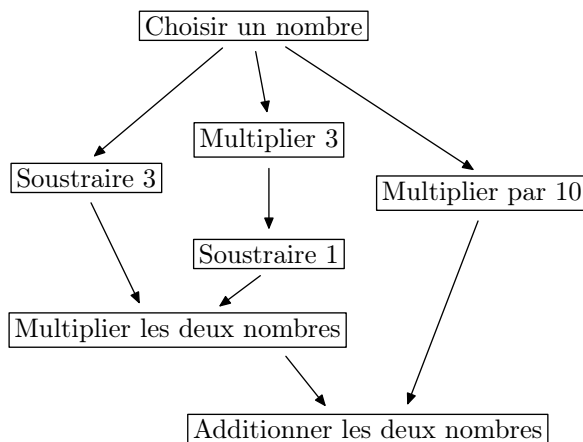 Choisir un nombre
Multiplier 3
Soustraire 3
Multiplier par 10
Soustraire 1
Multiplier les deux nombres
Additionner les deux nombres